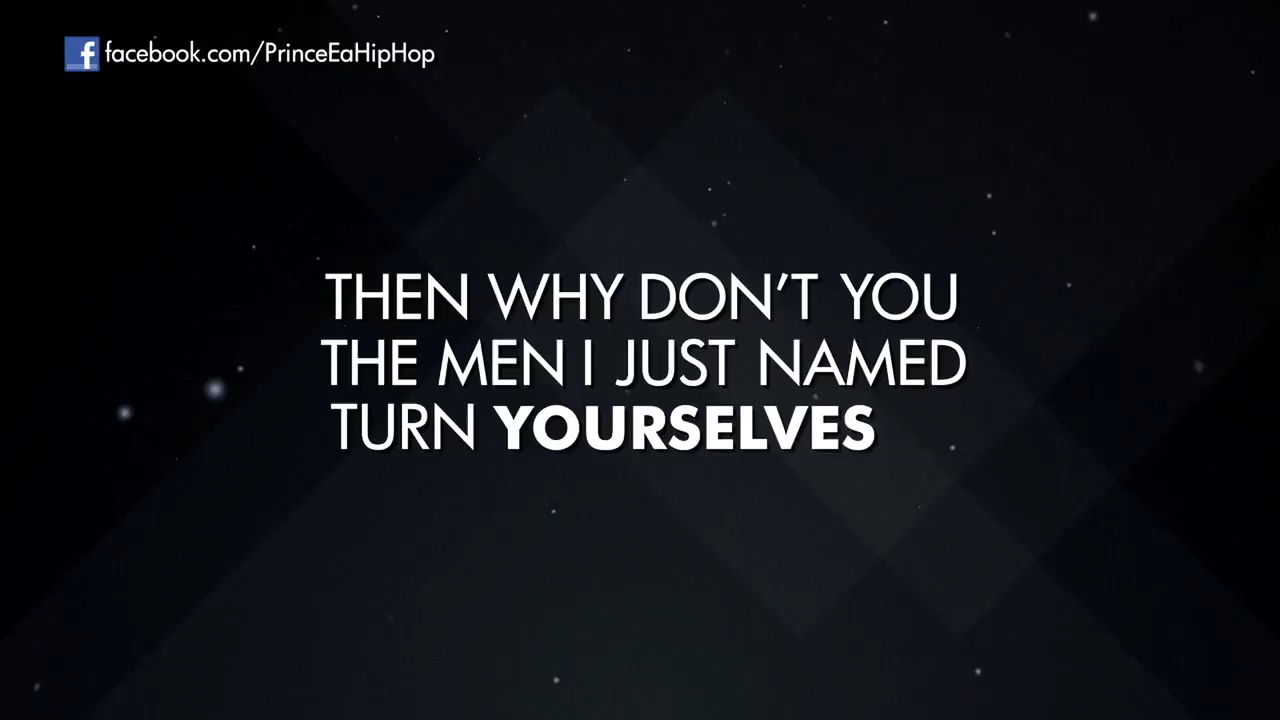 facebook.com/PrinceEaHipHop
THEN WHY DON'T YOU
THE MEN I JUST NAMED
TURN YOURSELVES